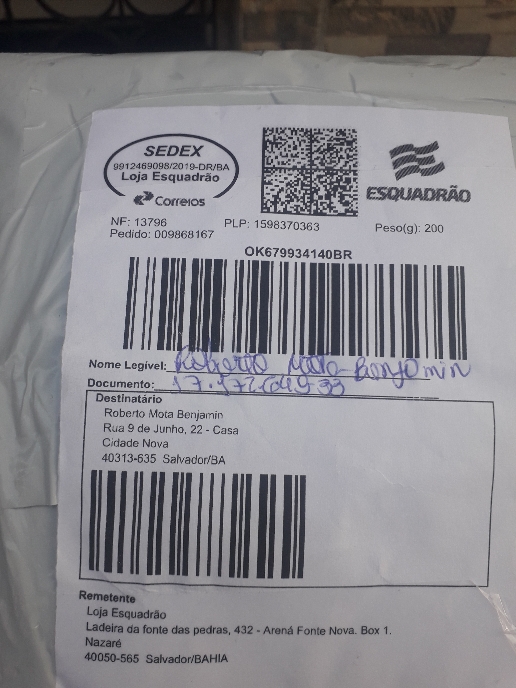 SEDEX
9912469098/2019-DR/BA
Loja Esquadrão
Correios
ESQUADRÃO
NF: 13796 PLP: 1598370363 Peso(g): 200
Pedido: 009868167
OK679934140BR
Nome Legível: Roberto Mota Benjamin
Documento:
Destinatário
Roberto Mota Benjamin
Rua 9 de Junho, 22 - Casa
Cidade Nova
40313-635 Salvador/BA
Remetente
Loja Esquadrão
Ladeira da fonte das pedras, 432 - Arená Fonte Nova. Box 1.
Nazaré
40050-565 Salvador/BAHIA